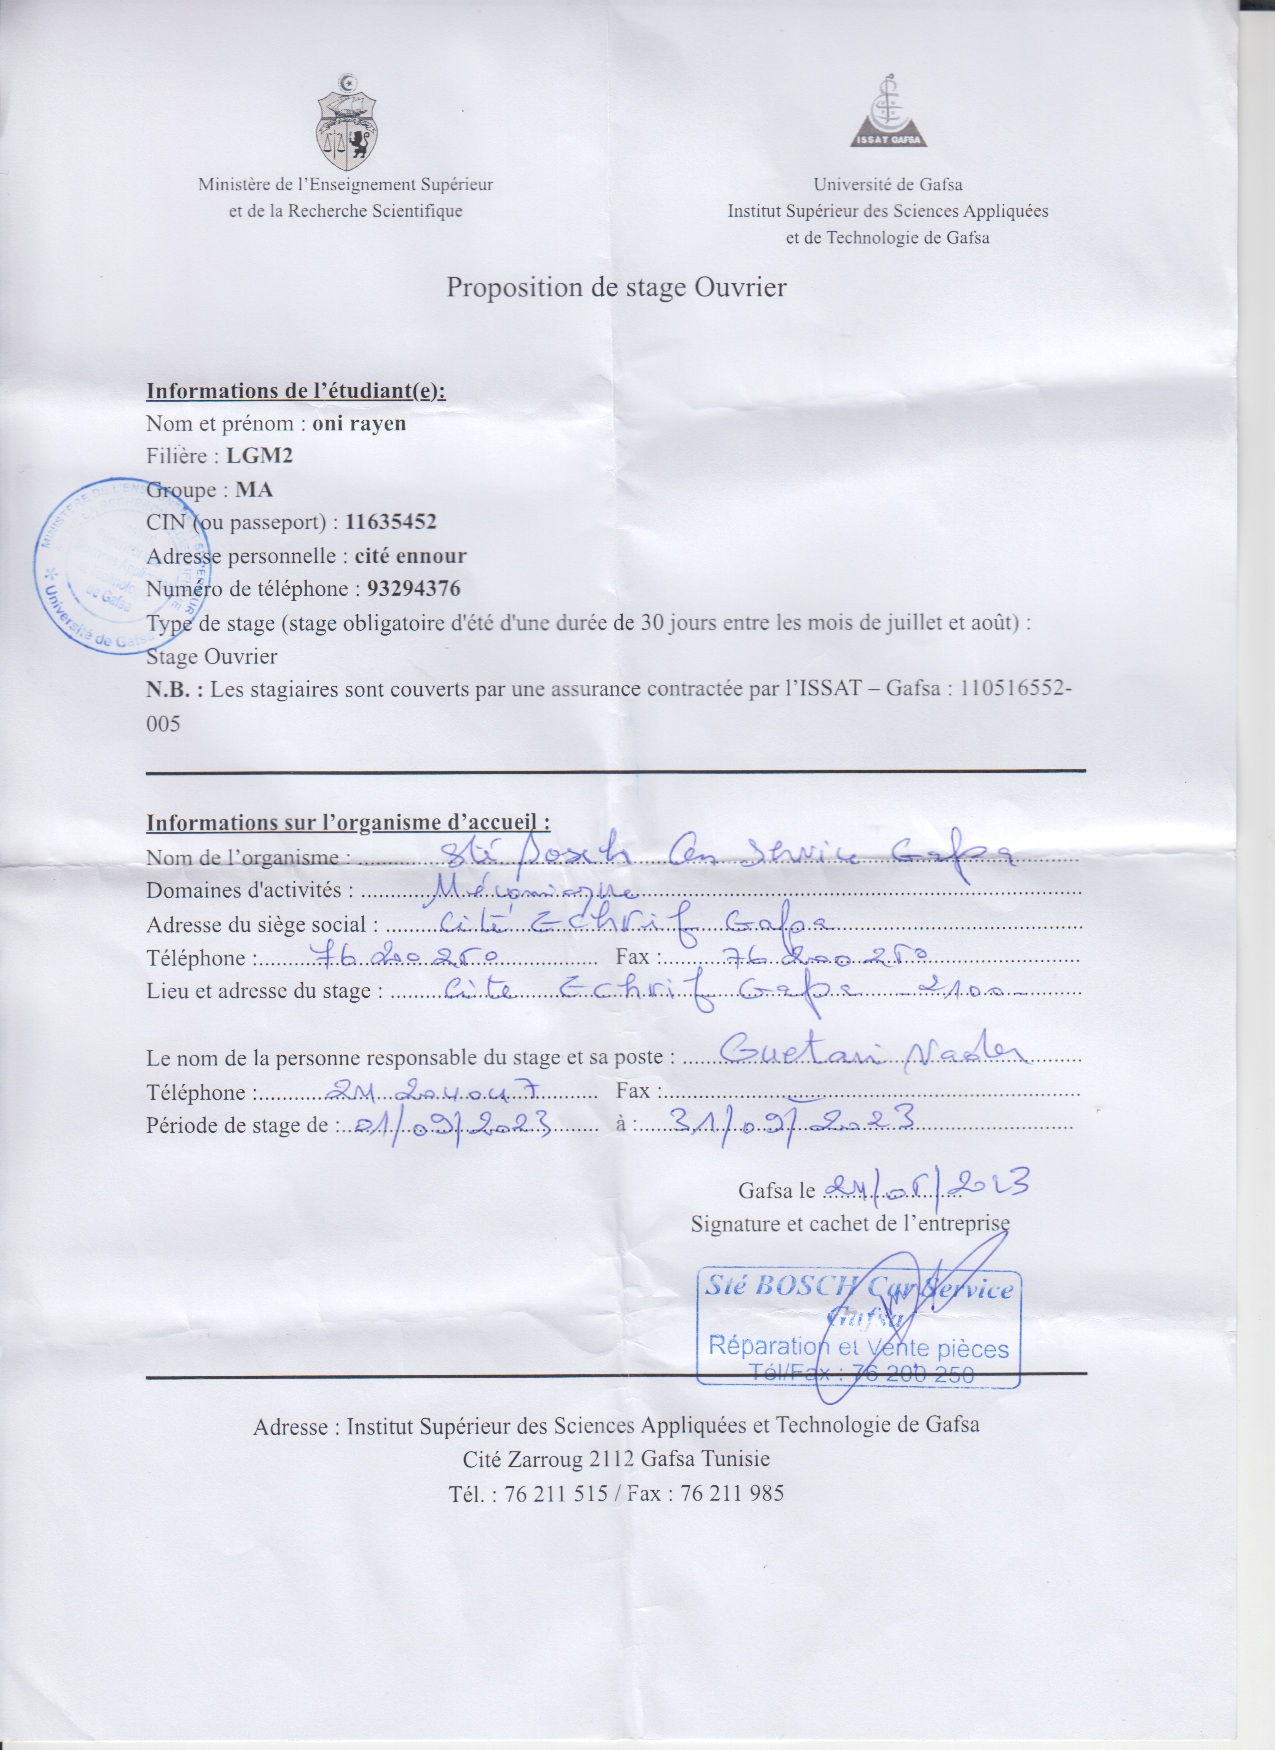 ISSAT GAFSA
Ministère de l'Enseignement Supérieur
et de la Recherche Scientifique
Université de Gafsa
Institut Supérieur des Sciences Appliquées
et de Technologie de Gafsa
Proposition de stage Ouvrier
Informations de l'étudiant(e):
Nom et prénom : oni rayen
Filière : LGM2
Groupe : MA
CIN (ou passeport) : 11635452
Adresse personnelle : cité ennour
Numéro de téléphone : 93294376
Type de stage (stage obligatoire d'été d'une durée de 30 jours entre les mois de juillet et août) :
Stage Ouvrier
N.B. : Les stagiaires sont couverts par une assurance contractée par l'ISSAT – Gafsa : 110516552-
005
Université de Gafsa
Informations sur l'organisme d'accueil :
Nom de l'organisme : Sté Bosch Car Service Gafsa
Domaines d'activités : Mécanique
Adresse du siège social : Cité Echrif Gafsa
Téléphone : 76 200 250 Fax : 76 200 250
Lieu et adresse du stage : Cite Echrif Gafsa - 2100 -
Le nom de la personne responsable du stage et sa poste : Guetari Nader
Téléphone : Fax :
Période de stage de : 01/09/2023 à : 31/09/2023
Gafsa le 21/05/2023
Signature et cachet de l'entreprise
Sté BOSCH Car Service
Gafsa
Réparation et Vente pièces
Tél/Fax : 76 200 250
Adresse : Institut Supérieur des Sciences Appliquées et Technologie de Gafsa
Cité Zarroug 2112 Gafsa Tunisie
Tél. : 76 211 515 / Fax : 76 211 985